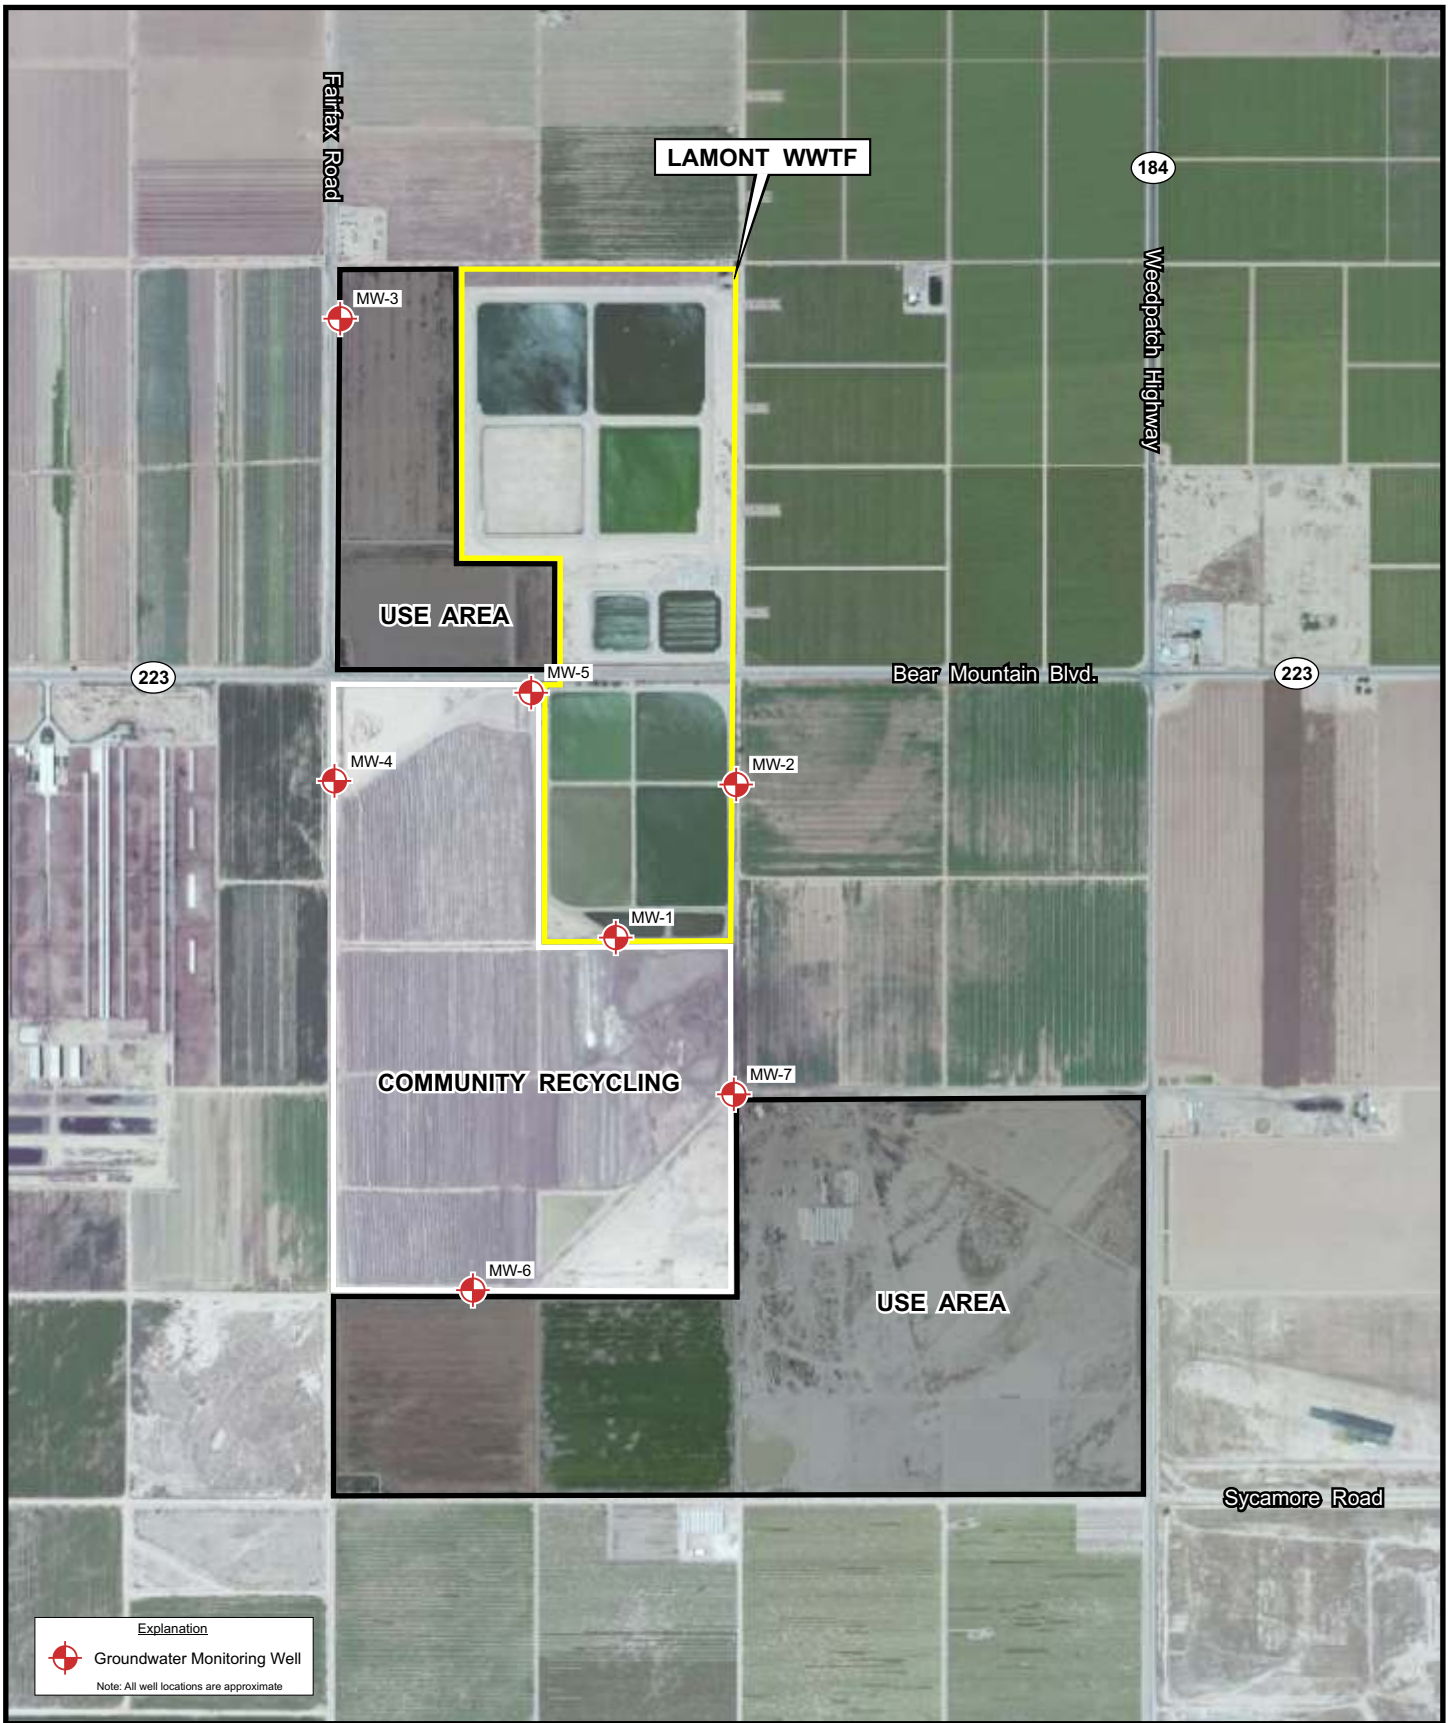 Fairfax Road
LAMONT WWTF
184
Weedpatch Highway
MW-3
USE AREA
223
MW-5
Bear Mountain Blvd.
223
MW-4
MW-2
MW-1
COMMUNITY RECYCLING
MW-7
MW-6
USE AREA
Sycamore Road
Explanation
Groundwater Monitoring Well
Note: All well locations are approximate